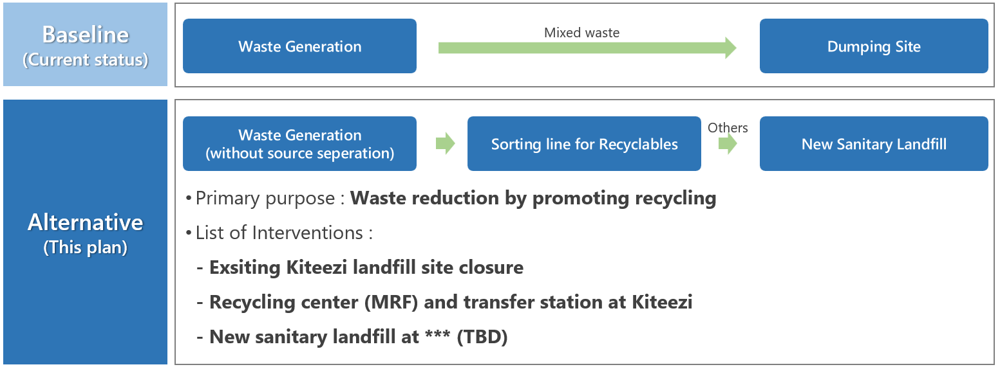 Baseline
(Current status)
Waste Generation
Mixed waste
Dumping Site
Alternative
(This plan)
Waste Generation
(without source seperation)
Sorting line for Recyclables
Others
New Sanitary Landfill
• Primary purpose : Waste reduction by promoting recycling
• List of Interventions :
- Exsiting Kiteezi landfill site closure
- Recycling center (MRF) and transfer station at Kiteezi
- New sanitary landfill at *** (TBD)